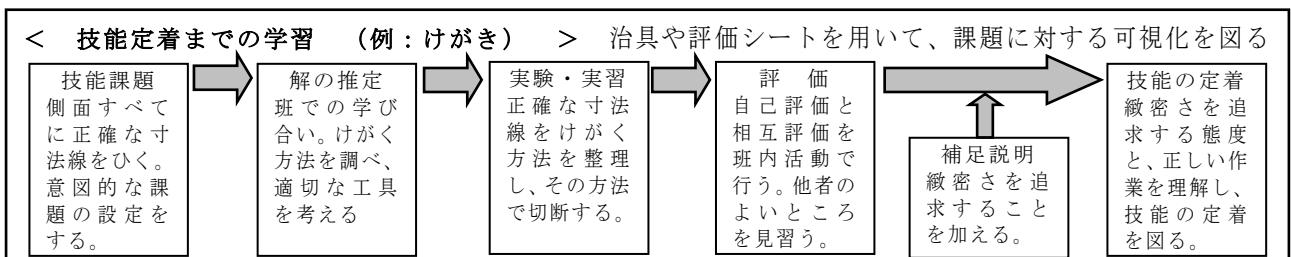 ＜　技能定着までの学習　（例：けがき）　＞　治具や評価シートを用いて、課題に対する可視化を図る
技能課題
側面すべて
に正確な寸
法線をひく。
意図的な課
題の設定を
する。
解の推定
班での学び
合い。けがく
方法を調べ、
適切な工具
を考える
実験・実習
正確な寸法
線をけがく
方法を整理
し、その方法
で切断する。
評　価
自己評価と
相互評価を
班内活動で
行う。他者の
よいところ
を見習う。
補足説明
緻密さを追
求すること
を加える。
技能の定着
緻密さを追
求する態度
と、正しい作
業を理解し、
技能の定着
を図る。